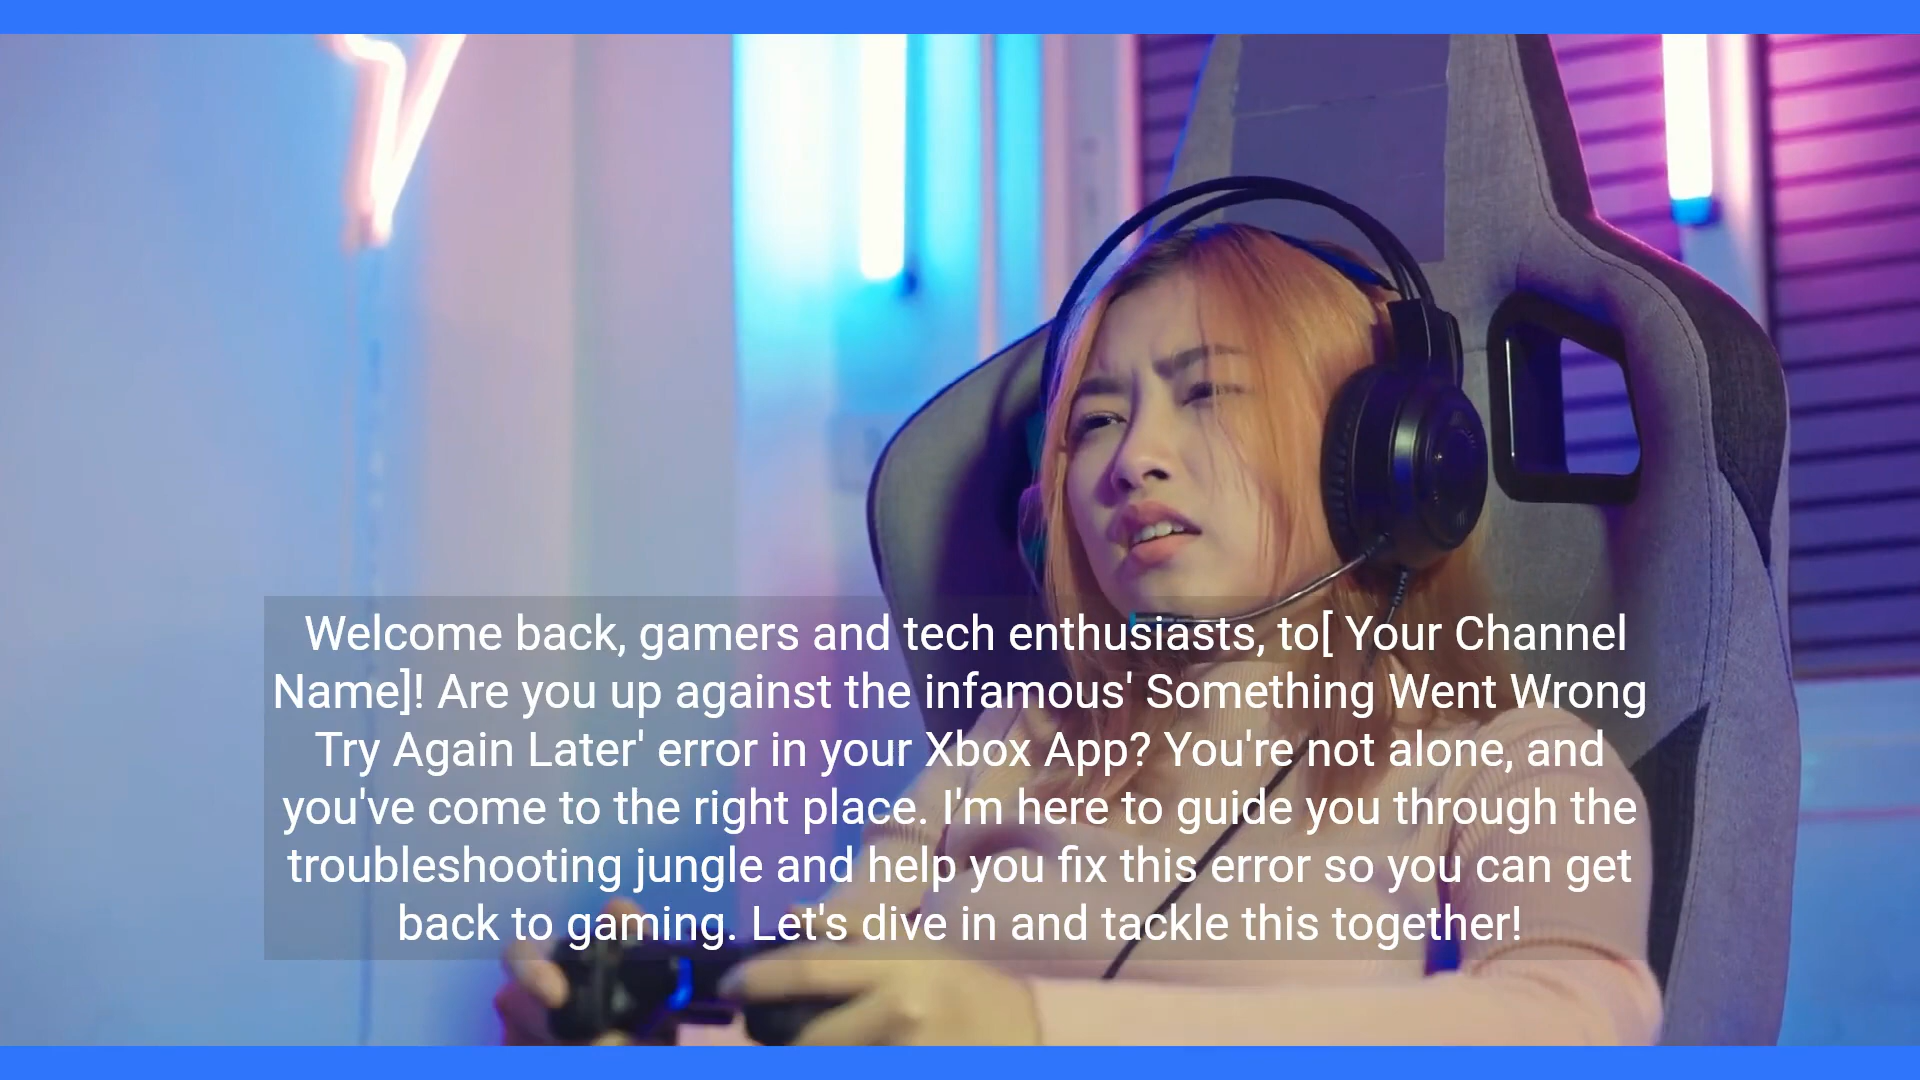 Welcome back, gamers and tech enthusiasts, to[ Your Channel
Name]! Are you up against the infamous' Something Went Wrong
Try Again Later' error in your Xbox App? You're not alone, and
you've come to the right place. I'm here to guide you through the
troubleshooting jungle and help you fix this error so you can get
back to gaming. Let's dive in and tackle this together!